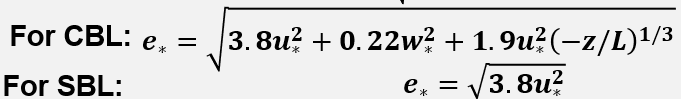 For CBL: e* = √(3.8u*² + 0.22w*² + 1.9u*²(−z/L)^1/3)
For SBL: e* = √(3.8u*²)